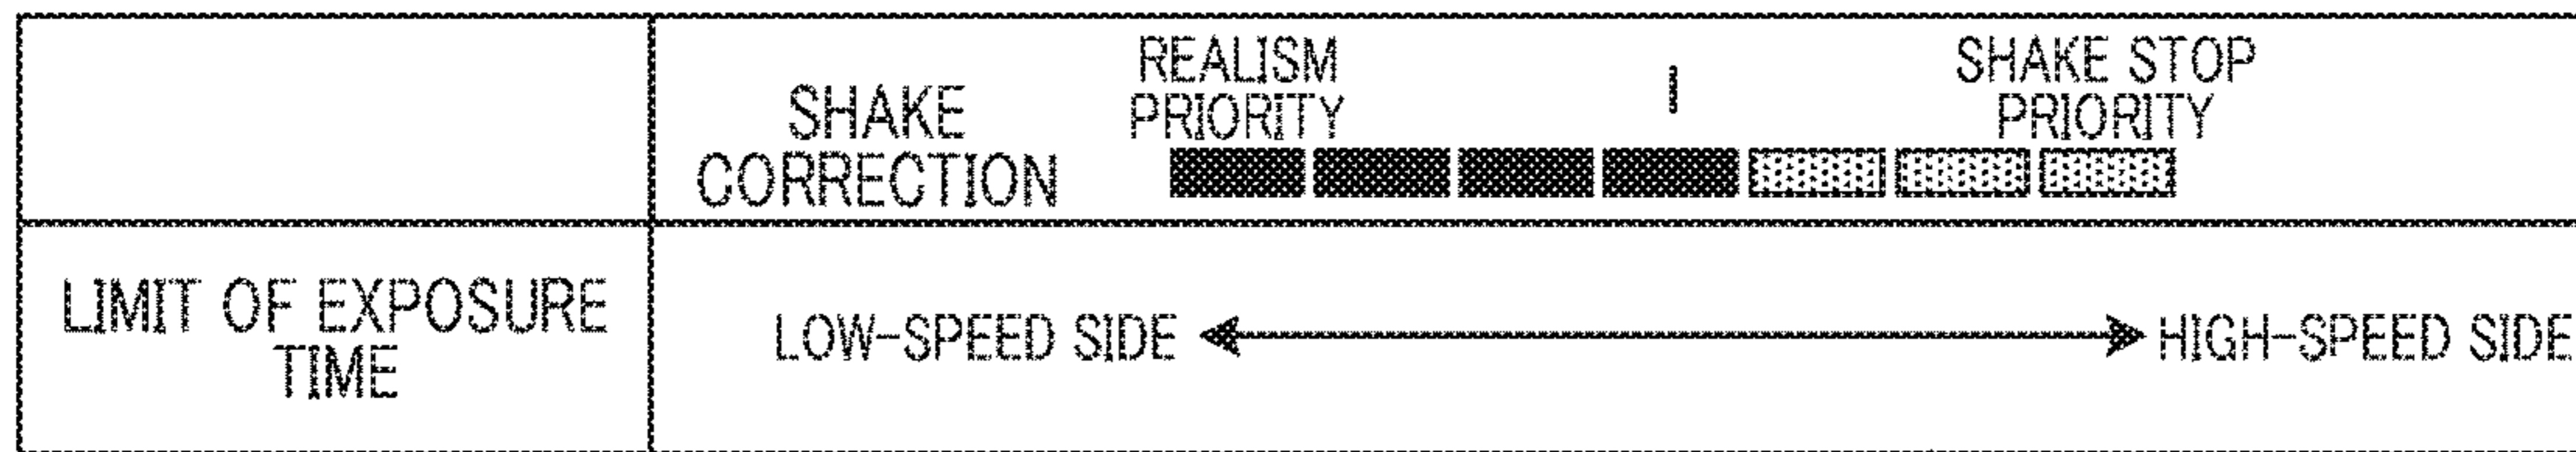 SHAKE
CORRECTION
REALISM
PRIORITY
SHAKE STOP
PRIORITY
LIMIT OF EXPOSURE
TIME
LOW-SPEED SIDE
HIGH-SPEED SIDE